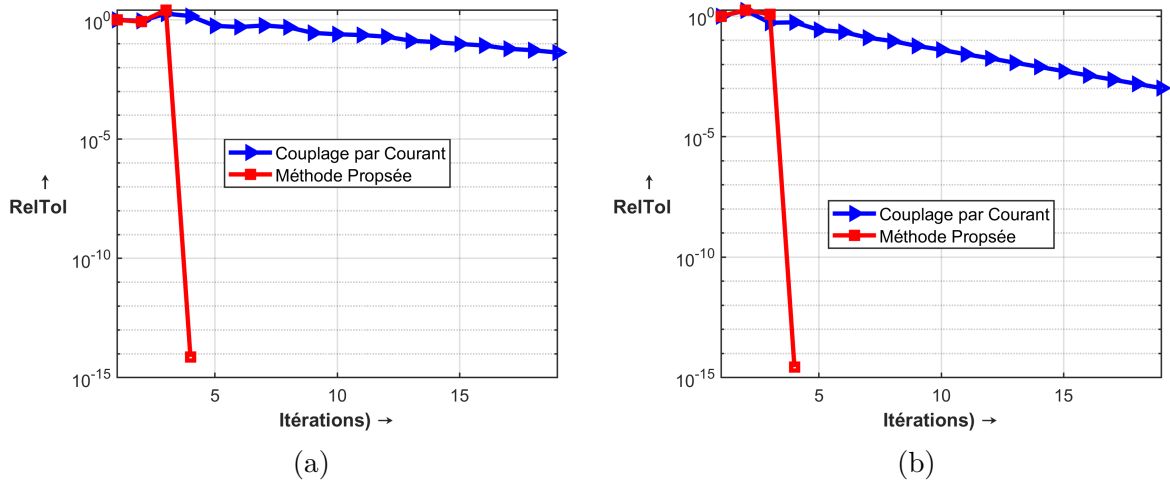 10^0
10^-5
10^-10
10^-15
RelTol →
Couplage par Courant
Méthode Propsée
5 10 15
Itérations) →
(a)
10^0
10^-5
10^-10
10^-15
RelTol →
Couplage par Courant
Méthode Propsée
5 10 15
Itérations) →
(b)